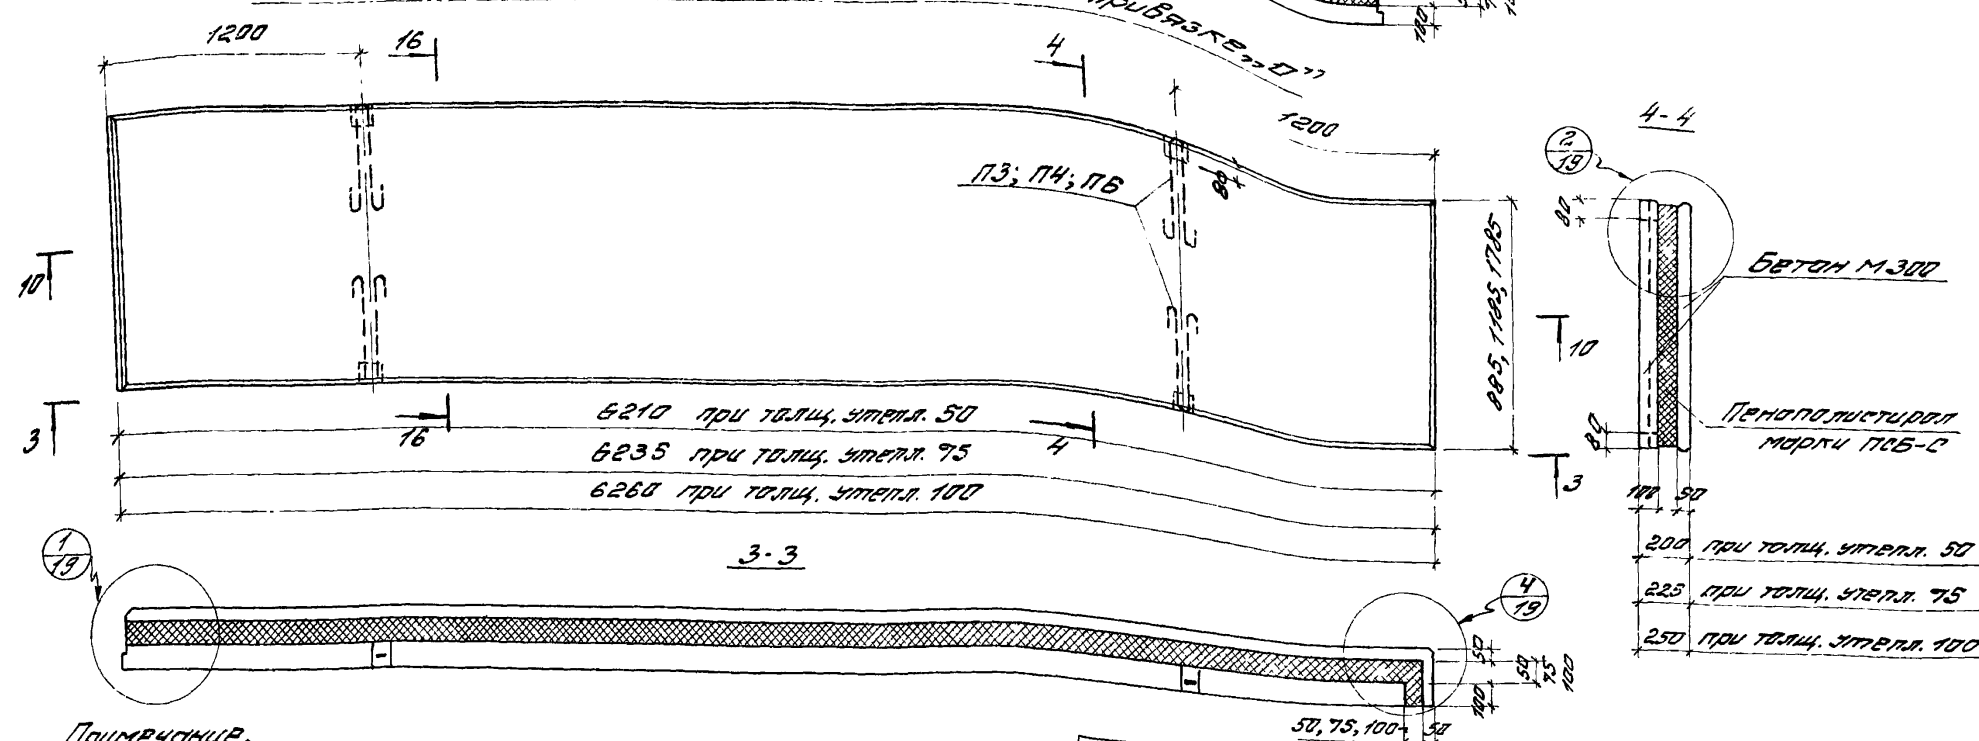 привязке „О”
100
1200
16
4
1200
4-4
2
19
П3; П4; П6
80
80
10
885, 1185, 1785
Бетон М300
10
3
16
6210 при толщ. утепл. 50
4
80
Пенополистирол
марки ПСБ-С
6235 при толщ. утепл. 75
3
6260 при толщ. утепл. 100
100 50
200 при толщ. утепл. 50
1
19
3-3
4
19
225 при толщ. утепл. 75
250 при толщ. утепл. 100
50
50
75
100
100
50, 75, 100
50
Примечание.